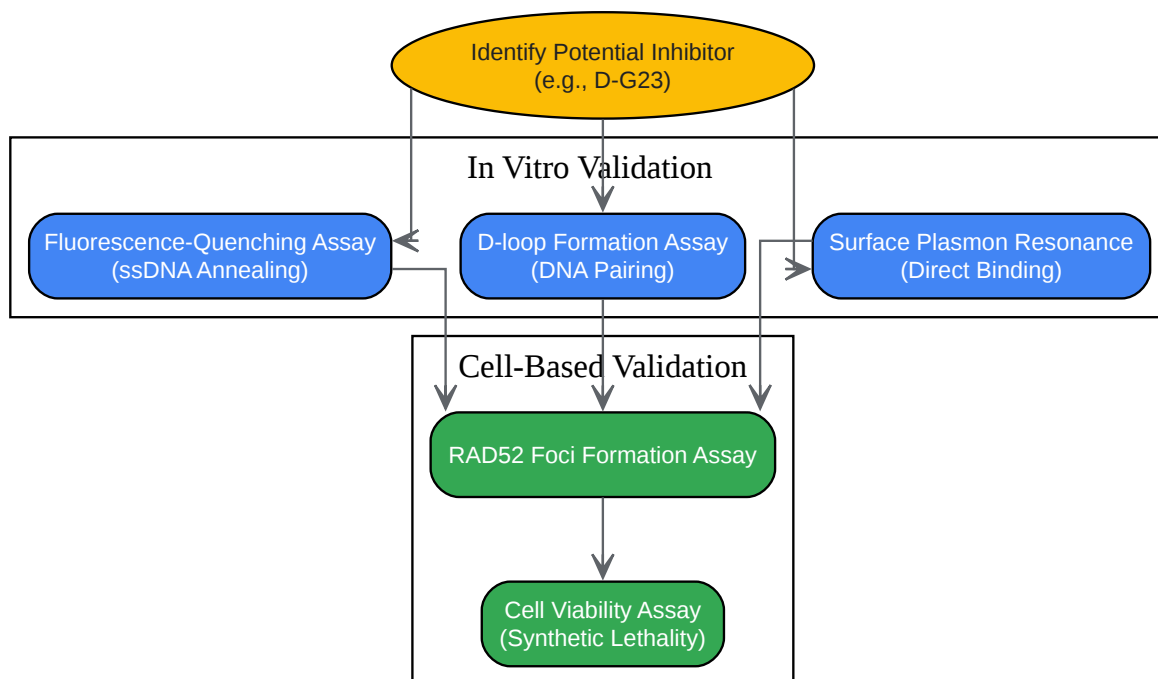 Identify Potential Inhibitor
(e.g., D-G23)
In Vitro Validation
Fluorescence-Quenching Assay
(ssDNA Annealing)
D-loop Formation Assay
(DNA Pairing)
Surface Plasmon Resonance
(Direct Binding)
Cell-Based Validation
RAD52 Foci Formation Assay
Cell Viability Assay
(Synthetic Lethality)